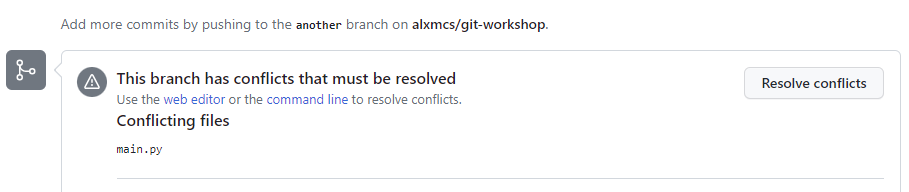 Add more commits by pushing to the another branch on alxmcs/git-workshop.
This branch has conflicts that must be resolved
Resolve conflicts
Use the web editor or the command line to resolve conflicts.
Conflicting files
main.py